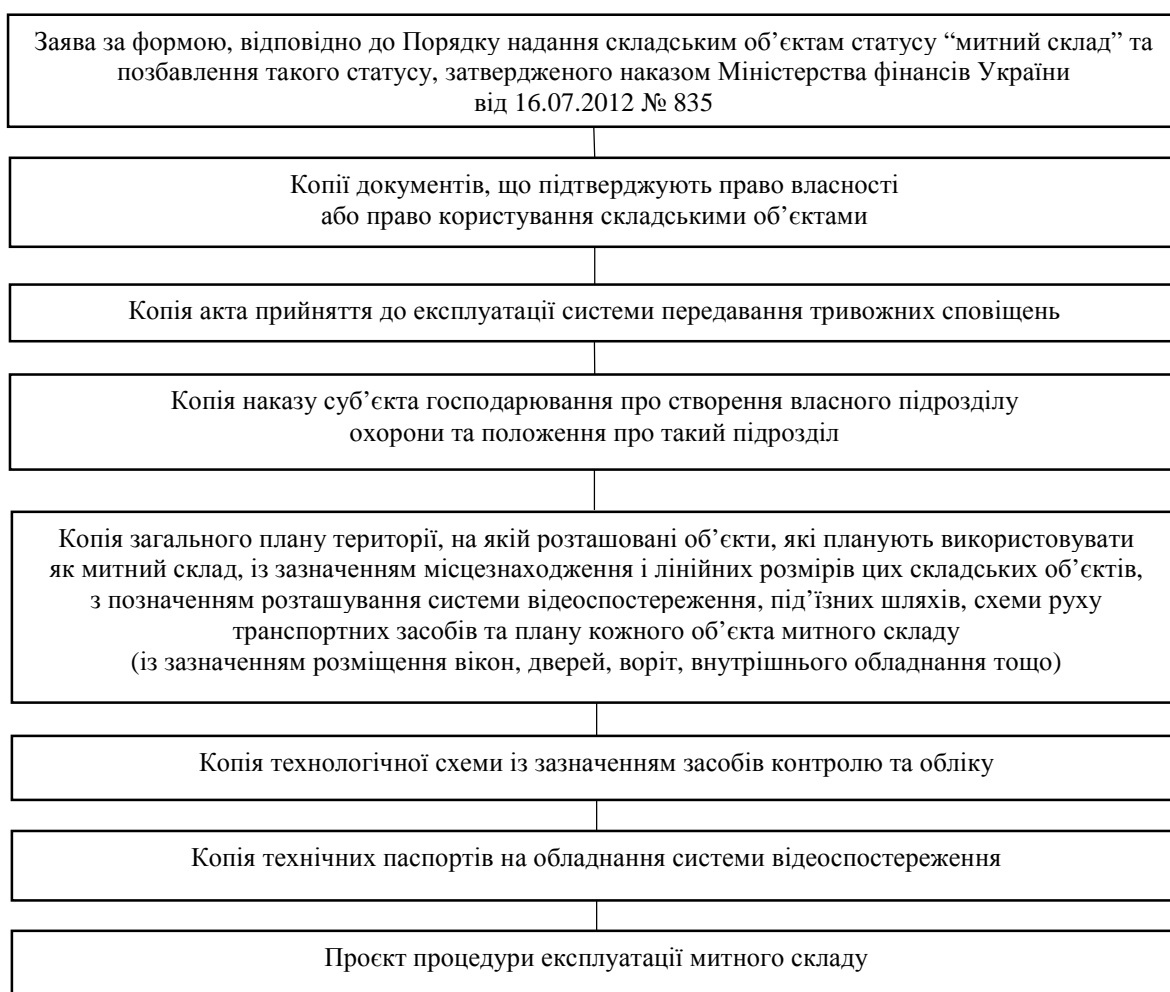 Заява за формою, відповідно до Порядку надання складським об’єктам статусу “митний склад” та
позбавлення такого статусу, затвердженого наказом Міністерства фінансів України
від 16.07.2012 № 835
Копії документів, що підтверджують право власності
або право користування складськими об’єктами
Копія акта прийняття до експлуатації системи передавання тривожних сповіщень
Копія наказу суб’єкта господарювання про створення власного підрозділу
охорони та положення про такий підрозділ
Копія загального плану території, на якій розташовані об’єкти, які планують використовувати
як митний склад, із зазначенням місцезнаходження і лінійних розмірів цих складських об’єктів,
з позначенням розташування системи відеоспостереження, під’їзних шляхів, схеми руху
транспортних засобів та плану кожного об’єкта митного складу
(із зазначенням розміщення вікон, дверей, воріт, внутрішнього обладнання тощо)
Копія технологічної схеми із зазначенням засобів контролю та обліку
Копія технічних паспортів на обладнання системи відеоспостереження
Проєкт процедури експлуатації митного складу